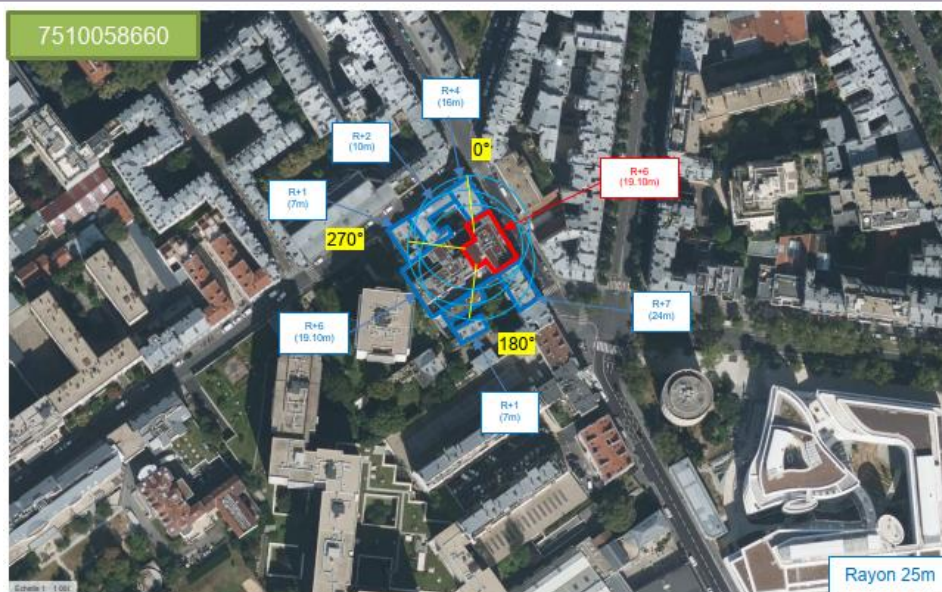 7510058660
R+4
(16m)
R+2
(10m)
0°
R+6
(19.10m)
R+1
(7m)
270°
R+6
(19.10m)
R+7
(24m)
180°
R+1
(7m)
Rayon 25m